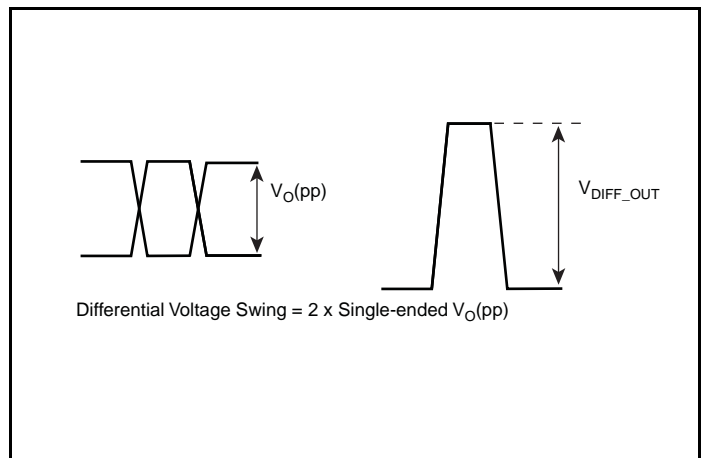 V_O(pp)
V_DIFF_OUT
Differential Voltage Swing = 2 x Single-ended V_O(pp)